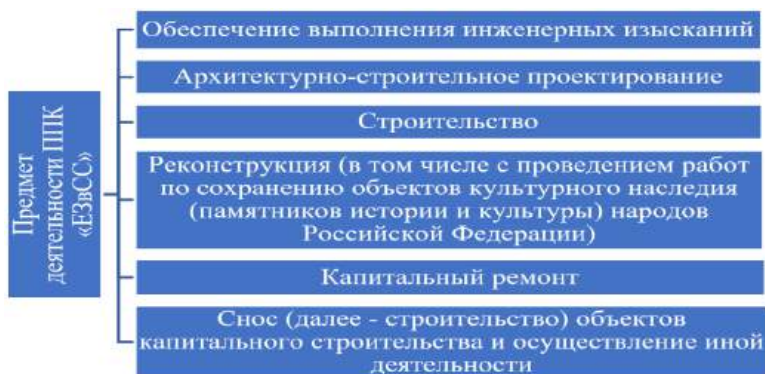 Предмет
деятельности ППК
«ЕЗвСС»
Обеспечение выполнения инженерных изысканий
Архитектурно-строительное проектирование
Строительство
Реконструкция (в том числе с проведением работ
по сохранению объектов культурного наследия
(памятников истории и культуры) народов
Российской Федерации)
Капитальный ремонт
Снос (далее - строительство) объектов
капитального строительства и осуществление иной
деятельности